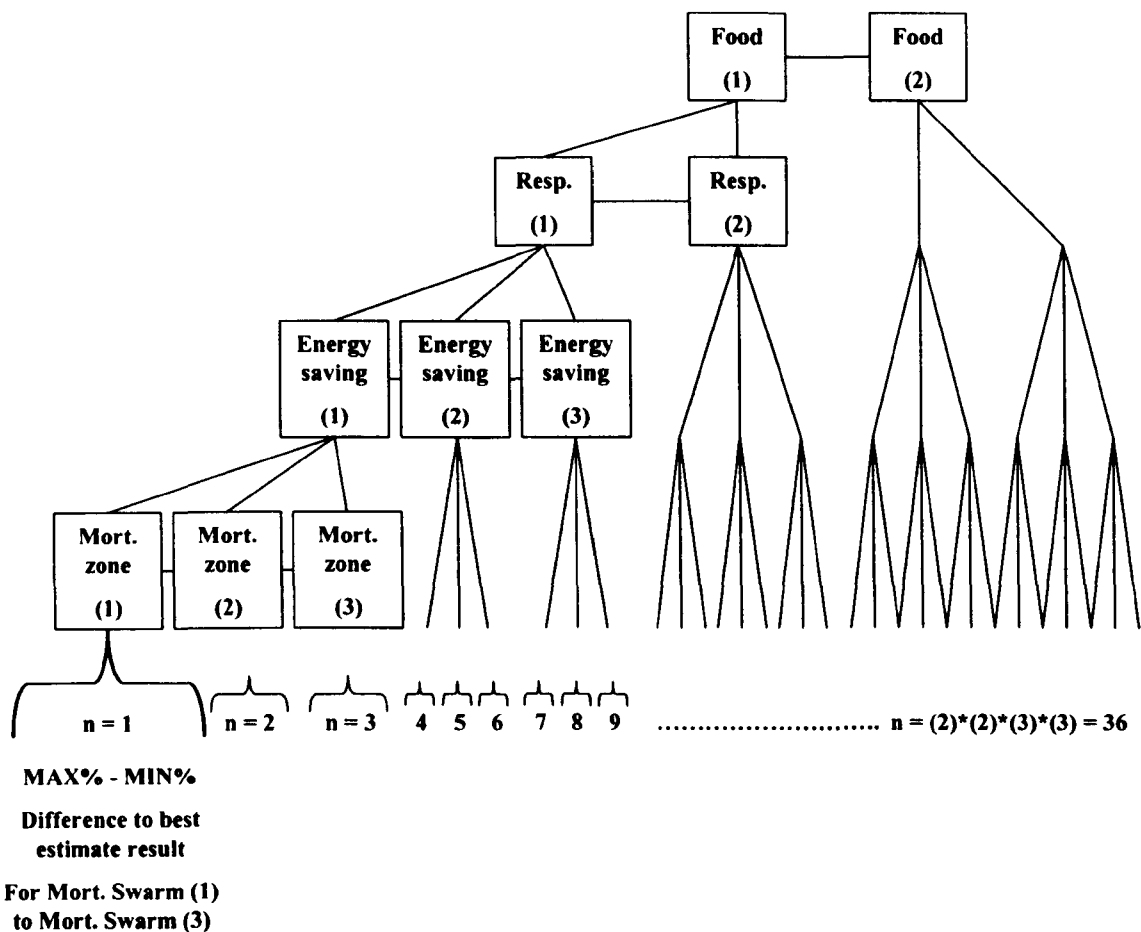 Food
(1)
Food
(2)
Resp.
(1)
Resp.
(2)
Energy
saving
(1)
Energy
saving
(2)
Energy
saving
(3)
Mort.
zone
(1)
Mort.
zone
(2)
Mort.
zone
(3)
n = 1
n = 2
n = 3
4
5
6
7
8
9
............................ n = (2)*(2)*(3)*(3) = 36
MAX% - MIN%
Difference to best
estimate result
For Mort. Swarm (1)
to Mort. Swarm (3)